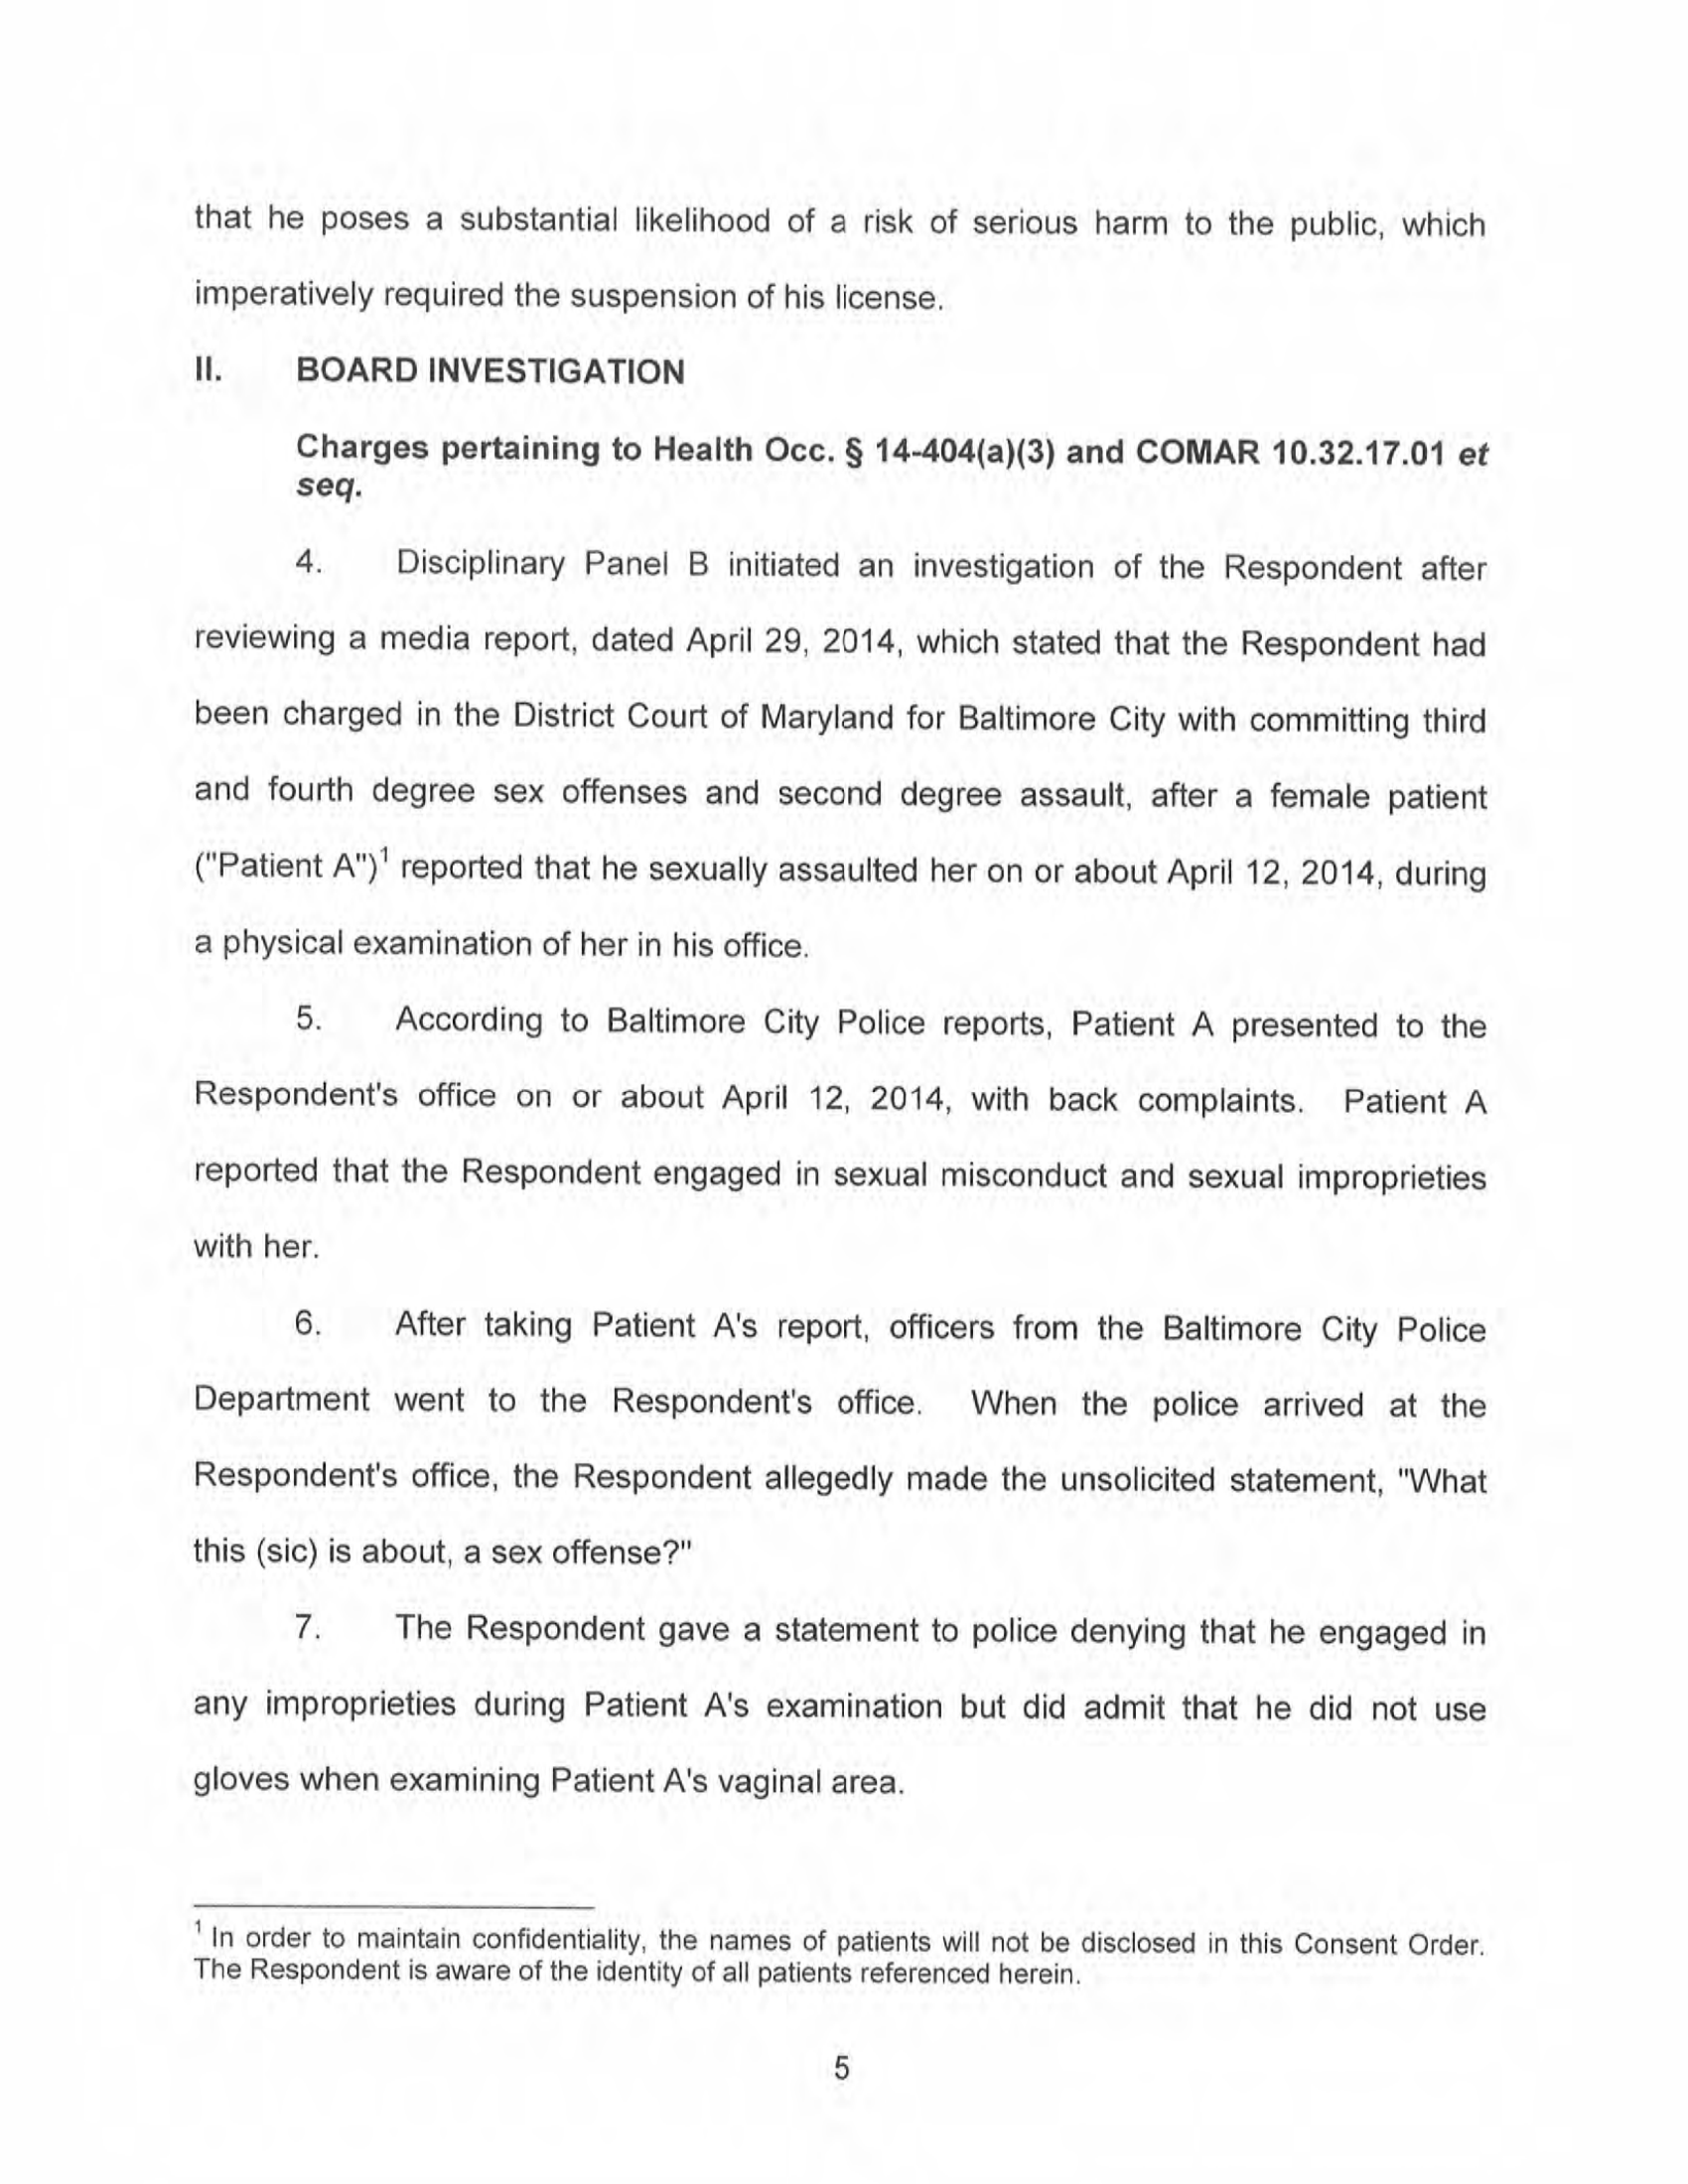 that he poses a substantial likelihood of a risk of serious harm to the public, which
imperatively required the suspension of his license.
II. BOARD INVESTIGATION
Charges pertaining to Health Occ. § 14-404(a)(3) and COMAR 10.32.17.01 et
seq.
4. Disciplinary Panel B initiated an investigation of the Respondent after
reviewing a media report, dated April 29, 2014, which stated that the Respondent had
been charged in the District Court of Maryland for Baltimore City with committing third
and fourth degree sex offenses and second degree assault, after a female patient
("Patient A")¹ reported that he sexually assaulted her on or about April 12, 2014, during
a physical examination of her in his office.
5. According to Baltimore City Police reports, Patient A presented to the
Respondent's office on or about April 12, 2014, with back complaints. Patient A
reported that the Respondent engaged in sexual misconduct and sexual improprieties
with her.
6. After taking Patient A's report, officers from the Baltimore City Police
Department went to the Respondent's office. When the police arrived at the
Respondent's office, the Respondent allegedly made the unsolicited statement, "What
this (sic) is about, a sex offense?"
7. The Respondent gave a statement to police denying that he engaged in
any improprieties during Patient A's examination but did admit that he did not use
gloves when examining Patient A's vaginal area.
¹ In order to maintain confidentiality, the names of patients will not be disclosed in this Consent Order.
The Respondent is aware of the identity of all patients referenced herein.
5